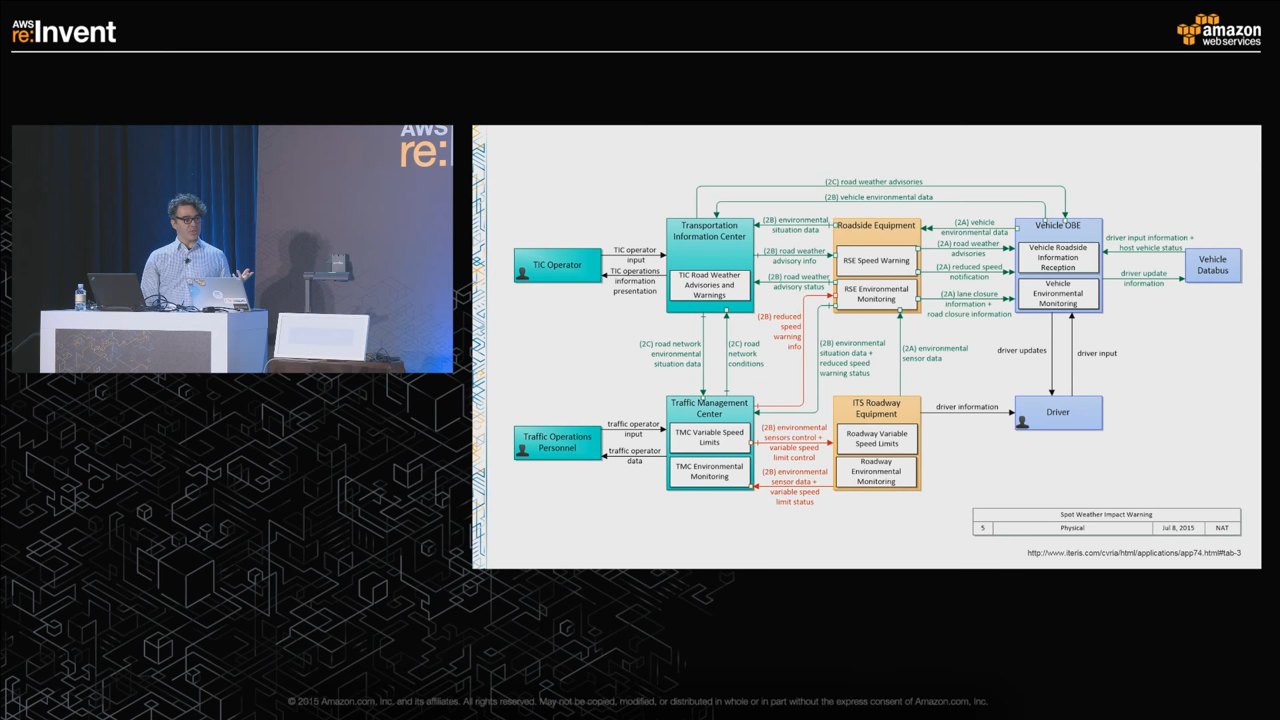 AWS
re:Invent
amazon
web services
AWS
re:
(2C) road weather advisories
(2B) vehicle environmental data
Transportation
Information Center
TIC Road Weather
Advisories and
Warnings
(2B) environmental
situation data
(2B) road weather
advisory info
(2B) road weather
advisory status
Roadside Equipment
RSE Speed Warning
RSE Environmental
Monitoring
(2A) vehicle
environmental data
(2A) road weather
advisories
(2A) reduced speed
notification
(2A) lane closure
information +
road closure information
Vehicle OBE
Vehicle Roadside
Information
Reception
Vehicle
Environmental
Monitoring
driver input information +
host vehicle status
driver update
information
Vehicle
Databus
TIC Operator
TIC operator
input
TIC operations
information
presentation
(2C) road network
environmental
situation data
(2C) road
network
conditions
(2B) reduced
speed
warning
info
(2B) environmental
situation data +
reduced speed
warning status
(2A) environmental
sensor data
driver updates
driver input
Traffic Operations
Personnel
traffic operator
input
traffic operator
data
Traffic Management
Center
TMC Variable Speed
Limits
TMC Environmental
Monitoring
(2B) environmental
sensors control +
variable speed
limit control
(2B) environmental
sensor data +
variable speed
limit status
ITS Roadway
Equipment
Roadway Variable
Speed Limits
Roadway
Environmental
Monitoring
driver information
Driver
Spot Weather Impact Warning
5 Physical Jul 8, 2015 NAT
http://www.iteris.com/cvria/html/applications/app74.html#tab-3
© 2015 Amazon.com, Inc. and its affiliates. All rights reserved. May not be copied, modified, or distributed in whole or in part without the express consent of Amazon.com, Inc.